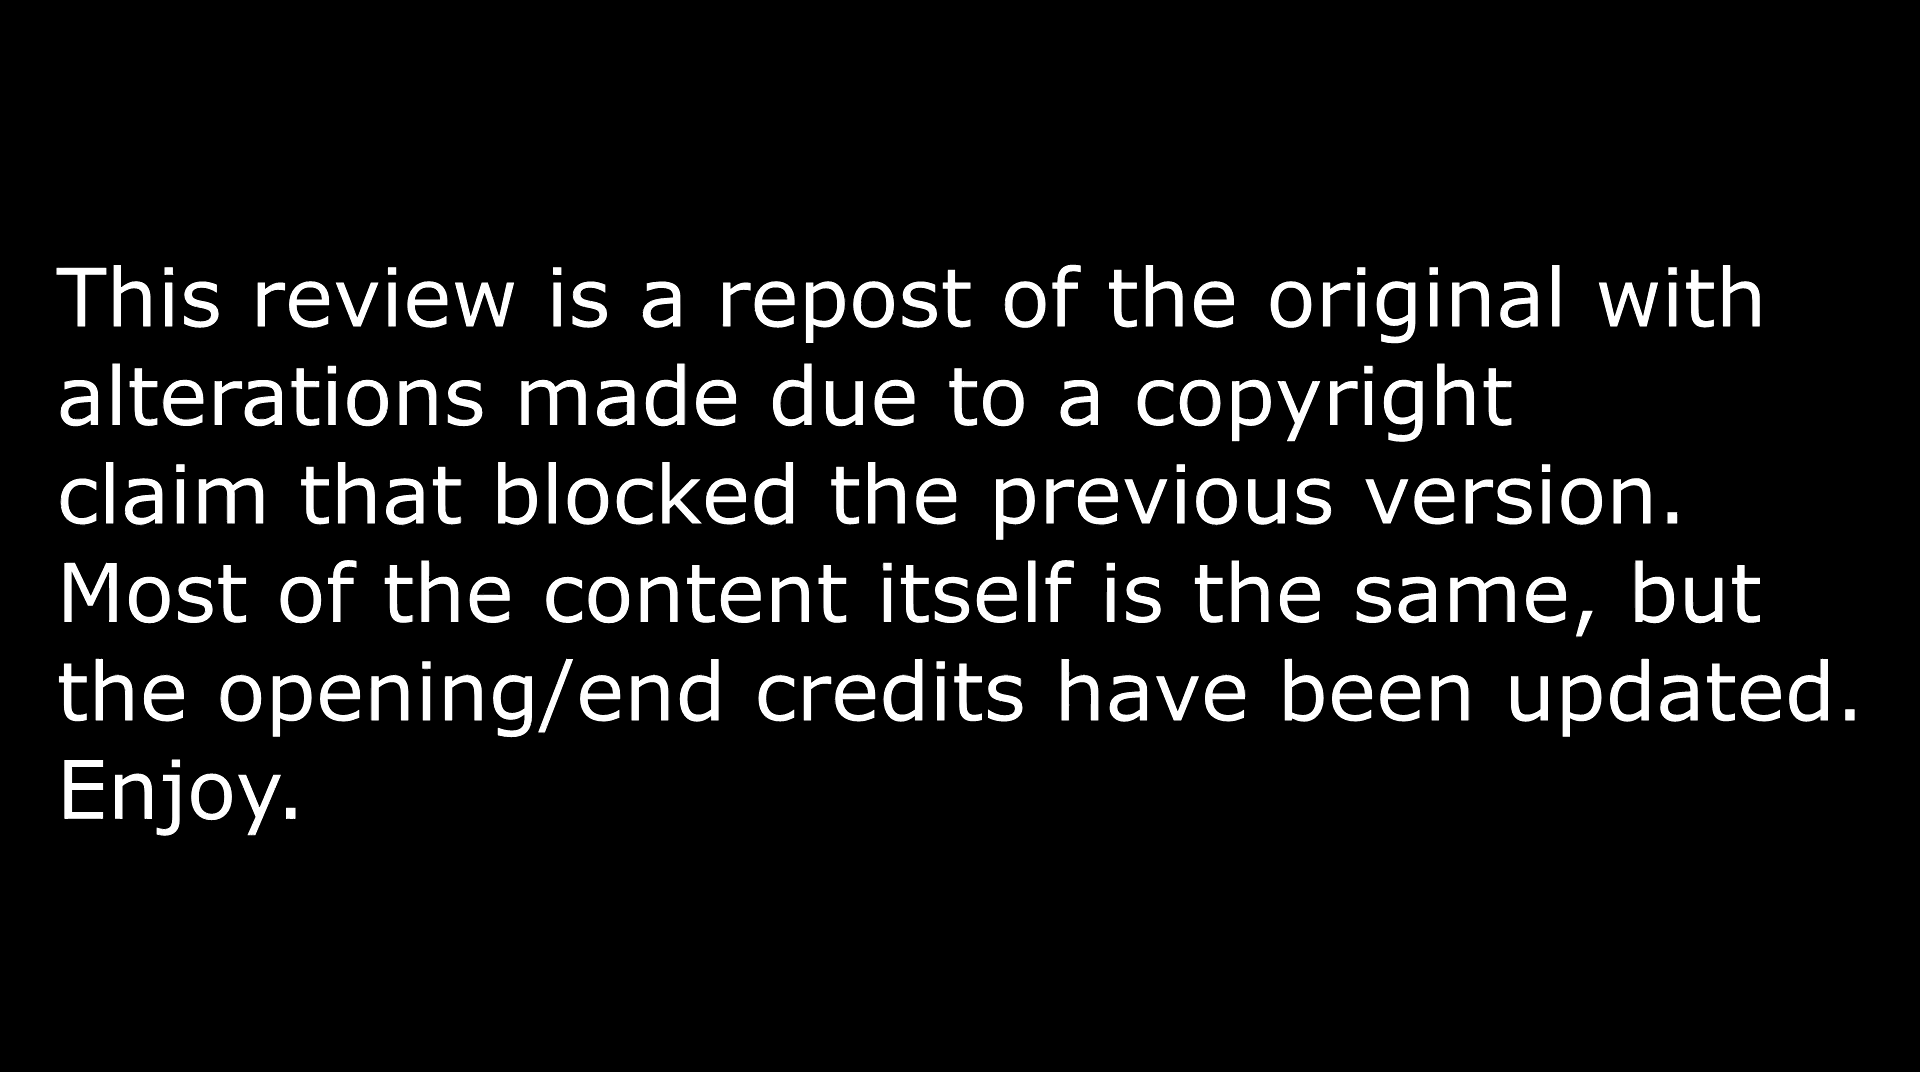 This review is a repost of the original with
alterations made due to a copyright
claim that blocked the previous version.
Most of the content itself is the same, but
the opening/end credits have been updated.
Enjoy.